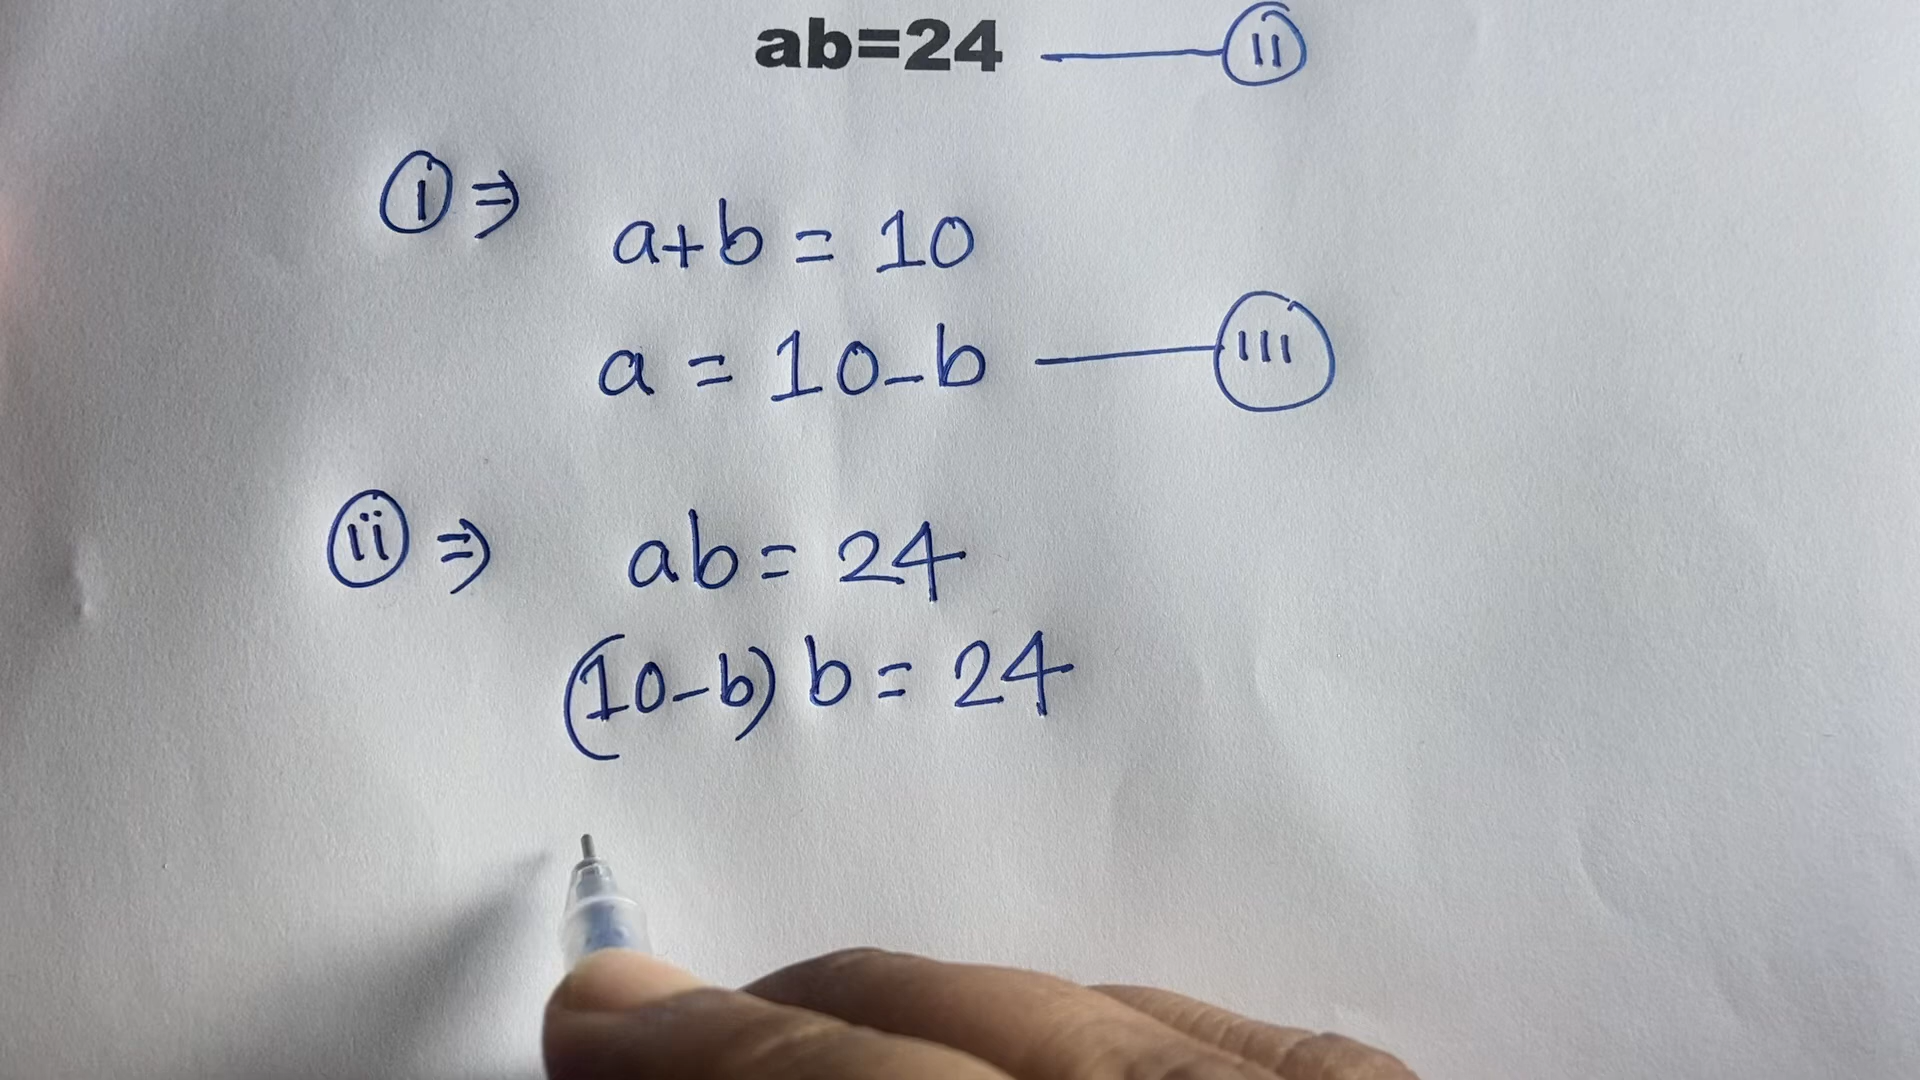 ab=24 — ii
i ⇒ a+b = 10
a = 10-b — iii
ii ⇒ ab = 24
(10-b) b = 24